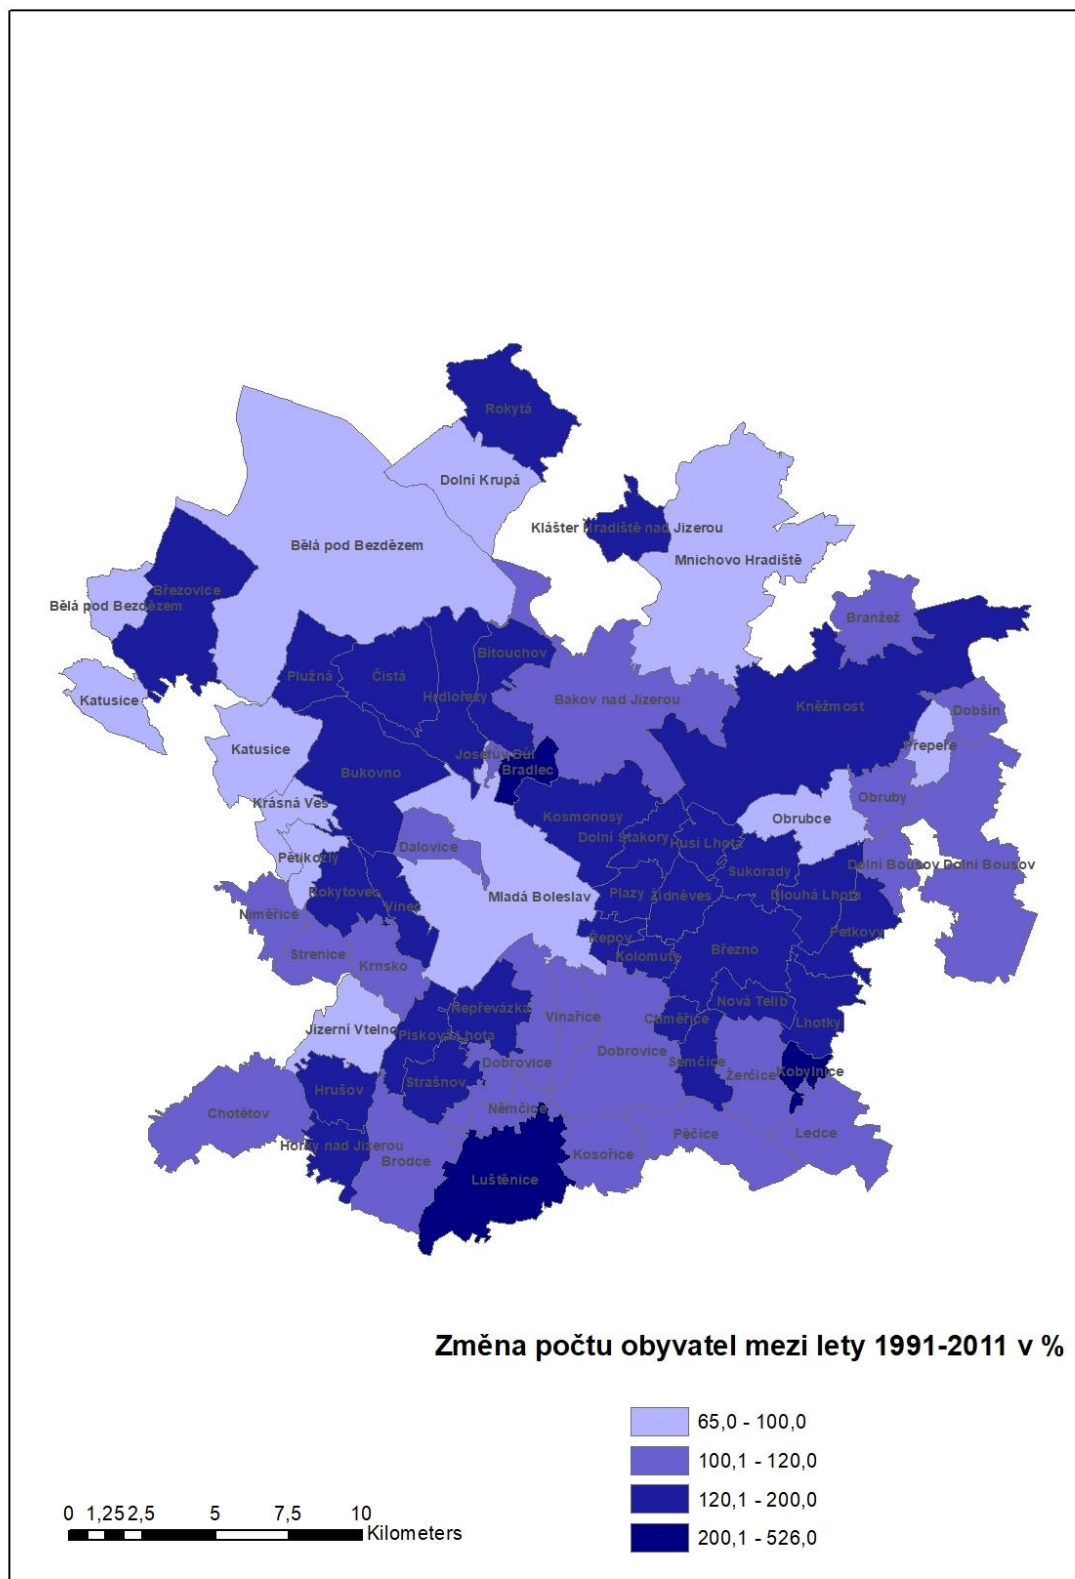 Rokytá
Dolní Krupá
Klášter Hradiště nad Jizerou
Bělá pod Bezdězem
Mnichovo Hradiště
Březovice
Bělá pod Bezdězem
Branžež
Bítouchov
Plužná
Čistá
Hrdlořezy
Katusice
Bakov nad Jizerou
Kněžmost
Dobšín
Katusice
Přepeře
Josefův Důl
Bukovno
Bradlec
Obruby
Krásná Ves
Kosmonosy
Obrubce
Dolní Stakory
Husí Lhota
Dalovice
Pětikozly
Dolní Bousov
Dolní Bousov
Sukorady
Rokytovec
Plazy
Židněves
Dlouhá Lhota
Mladá Boleslav
Vinec
Niměřice
Petkovy
Řepov
Březno
Strenice
Kolomuty
Krnsko
Nová Telib
Nepřevázka
Vinařice
Ctiměřice
Lhotky
Jizerní Vtelno
Písková Lhota
Dobrovice
Semčice
Dobrovice
Kobylnice
Žerčice
Strašnov
Hrušov
Němčice
Chotětov
Pěčice
Ledce
Horky nad Jizerou
Kosořice
Brodce
Luštěnice
Změna počtu obyvatel mezi lety 1991-2011 v %
65,0 - 100,0
100,1 - 120,0
120,1 - 200,0
200,1 - 526,0
0 1,25 2,5 5 7,5 10
Kilometers